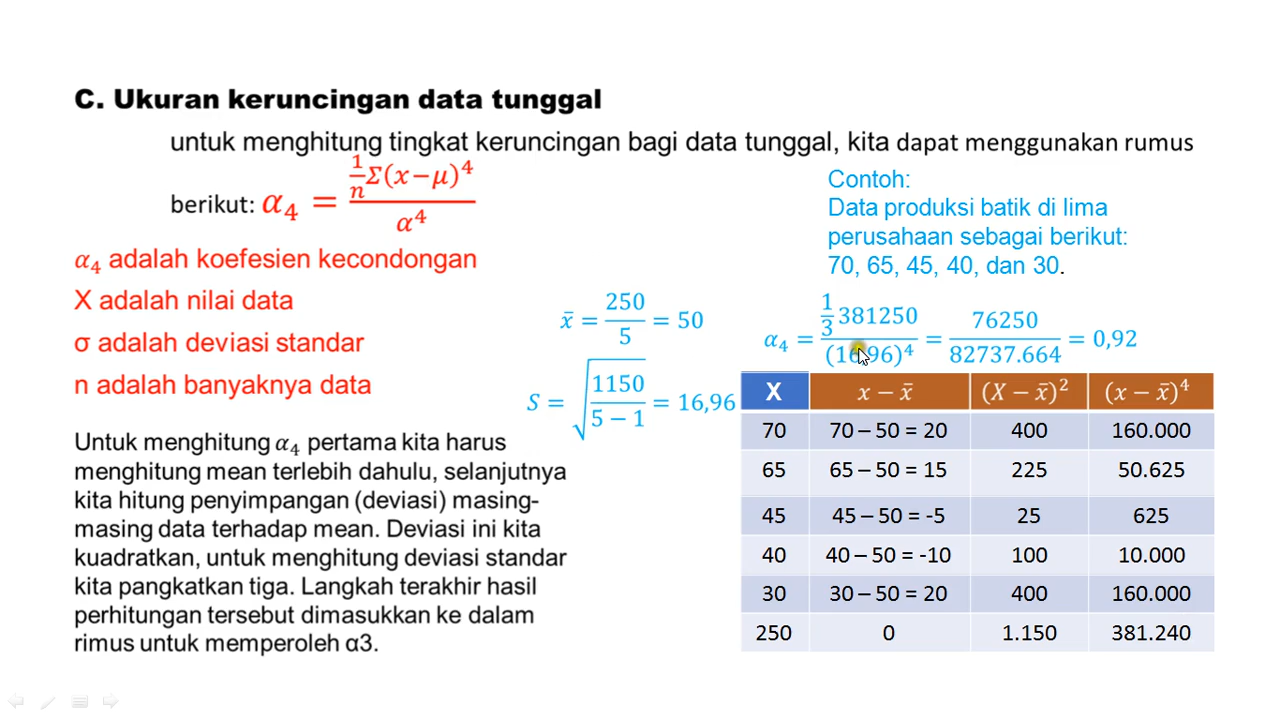 C. Ukuran keruncingan data tunggal
untuk menghitung tingkat keruncingan bagi data tunggal, kita dapat menggunakan rumus
berikut: α₄ = (1/n Σ(x−μ)⁴) / α⁴
α₄ adalah koefesien kecondongan
X adalah nilai data
σ adalah deviasi standar
n adalah banyaknya data
Untuk menghitung α₄ pertama kita harus
menghitung mean terlebih dahulu, selanjutnya
kita hitung penyimpangan (deviasi) masing-
masing data terhadap mean. Deviasi ini kita
kuadratkan, untuk menghitung deviasi standar
kita pangkatkan tiga. Langkah terakhir hasil
perhitungan tersebut dimasukkan ke dalam
rimus untuk memperoleh α3.
x̄ = 250/5 = 50
S = √(1150/(5 − 1)) = 16,96
Contoh:
Data produksi batik di lima
perusahaan sebagai berikut:
70, 65, 45, 40, dan 30.
α₄ = (1/3 381250) / (16,96)⁴ = 76250 / 82737.664 = 0,92
X x − x̄ (X − x̄)² (x − x̄)⁴
70 70 – 50 = 20 400 160.000
65 65 – 50 = 15 225 50.625
45 45 – 50 = -5 25 625
40 40 – 50 = -10 100 10.000
30 30 – 50 = 20 400 160.000
250 0 1.150 381.240